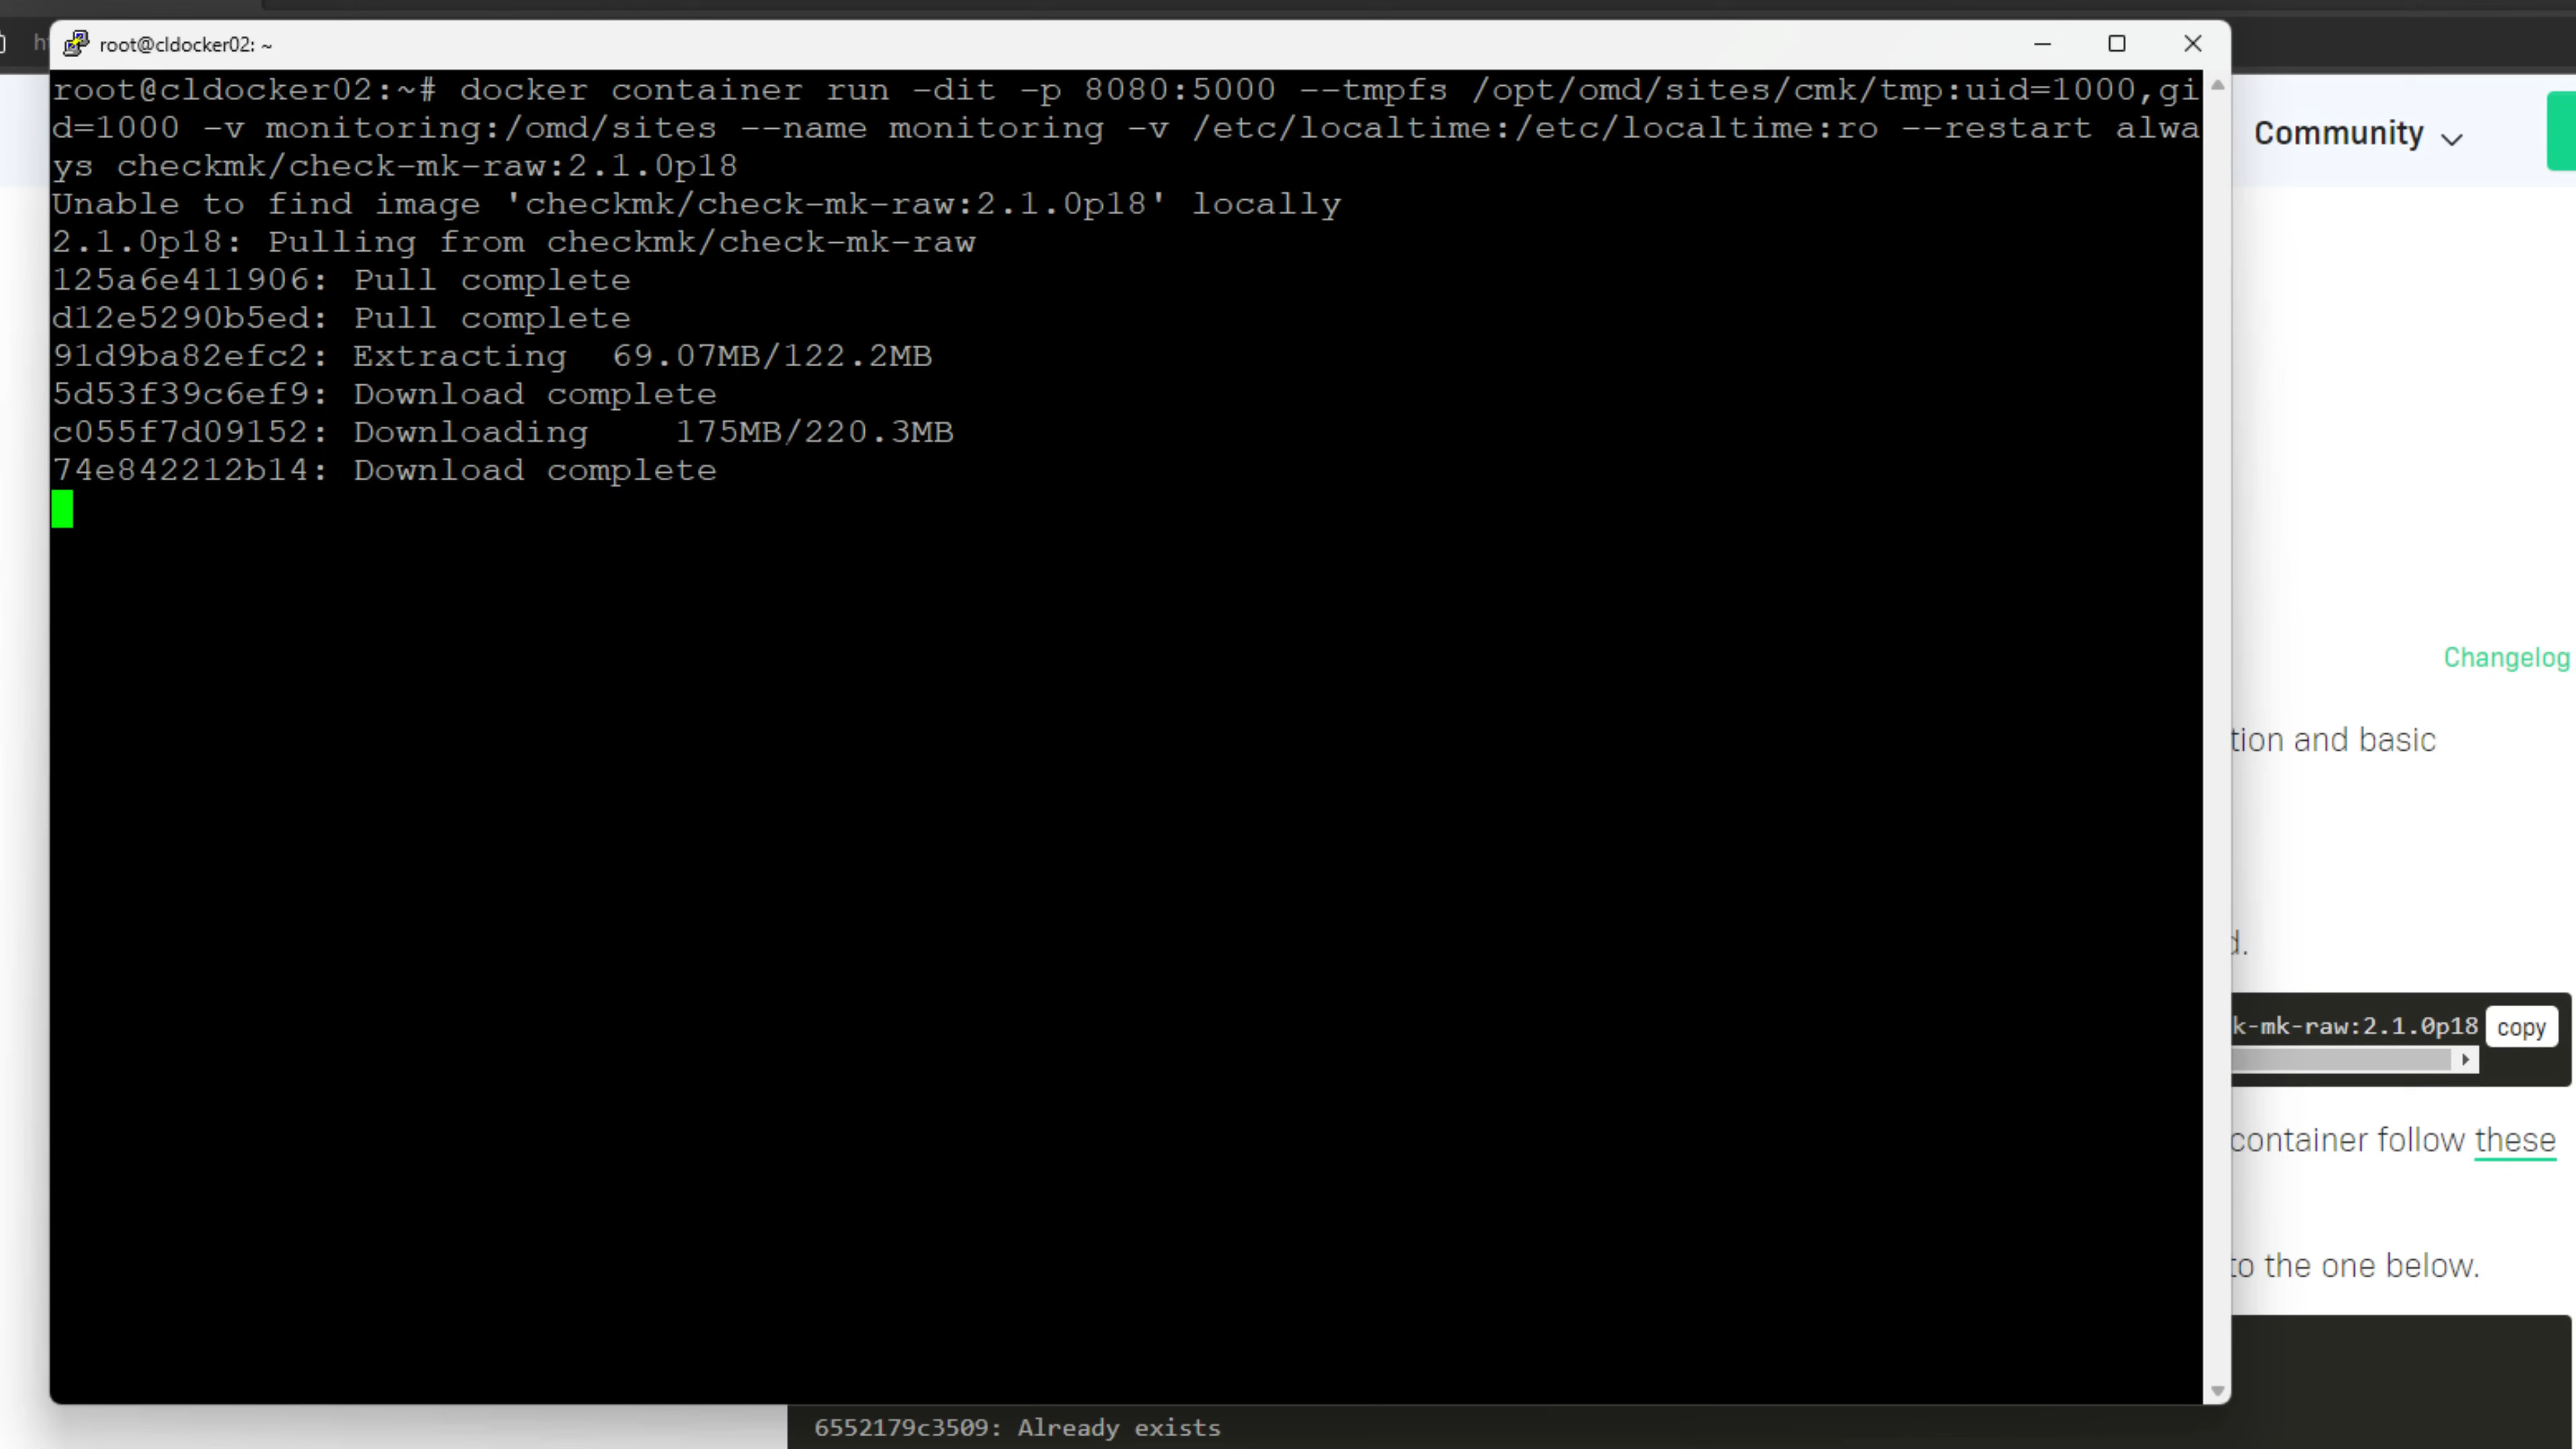 root@cldocker02: ~
root@cldocker02:~# docker container run -dit -p 8080:5000 --tmpfs /opt/omd/sites/cmk/tmp:uid=1000,gi
d=1000 -v monitoring:/omd/sites --name monitoring -v /etc/localtime:/etc/localtime:ro --restart alwa
ys checkmk/check-mk-raw:2.1.0p18
Unable to find image 'checkmk/check-mk-raw:2.1.0p18' locally
2.1.0p18: Pulling from checkmk/check-mk-raw
125a6e411906: Pull complete
d12e5290b5ed: Pull complete
91d9ba82efc2: Extracting  69.07MB/122.2MB
5d53f39c6ef9: Download complete
c055f7d09152: Downloading    175MB/220.3MB
74e842212b14: Download complete
Community
Changelog
tion and basic
d.
k-mk-raw:2.1.0p18 copy
container follow these
to the one below.
6552179c3509: Already exists